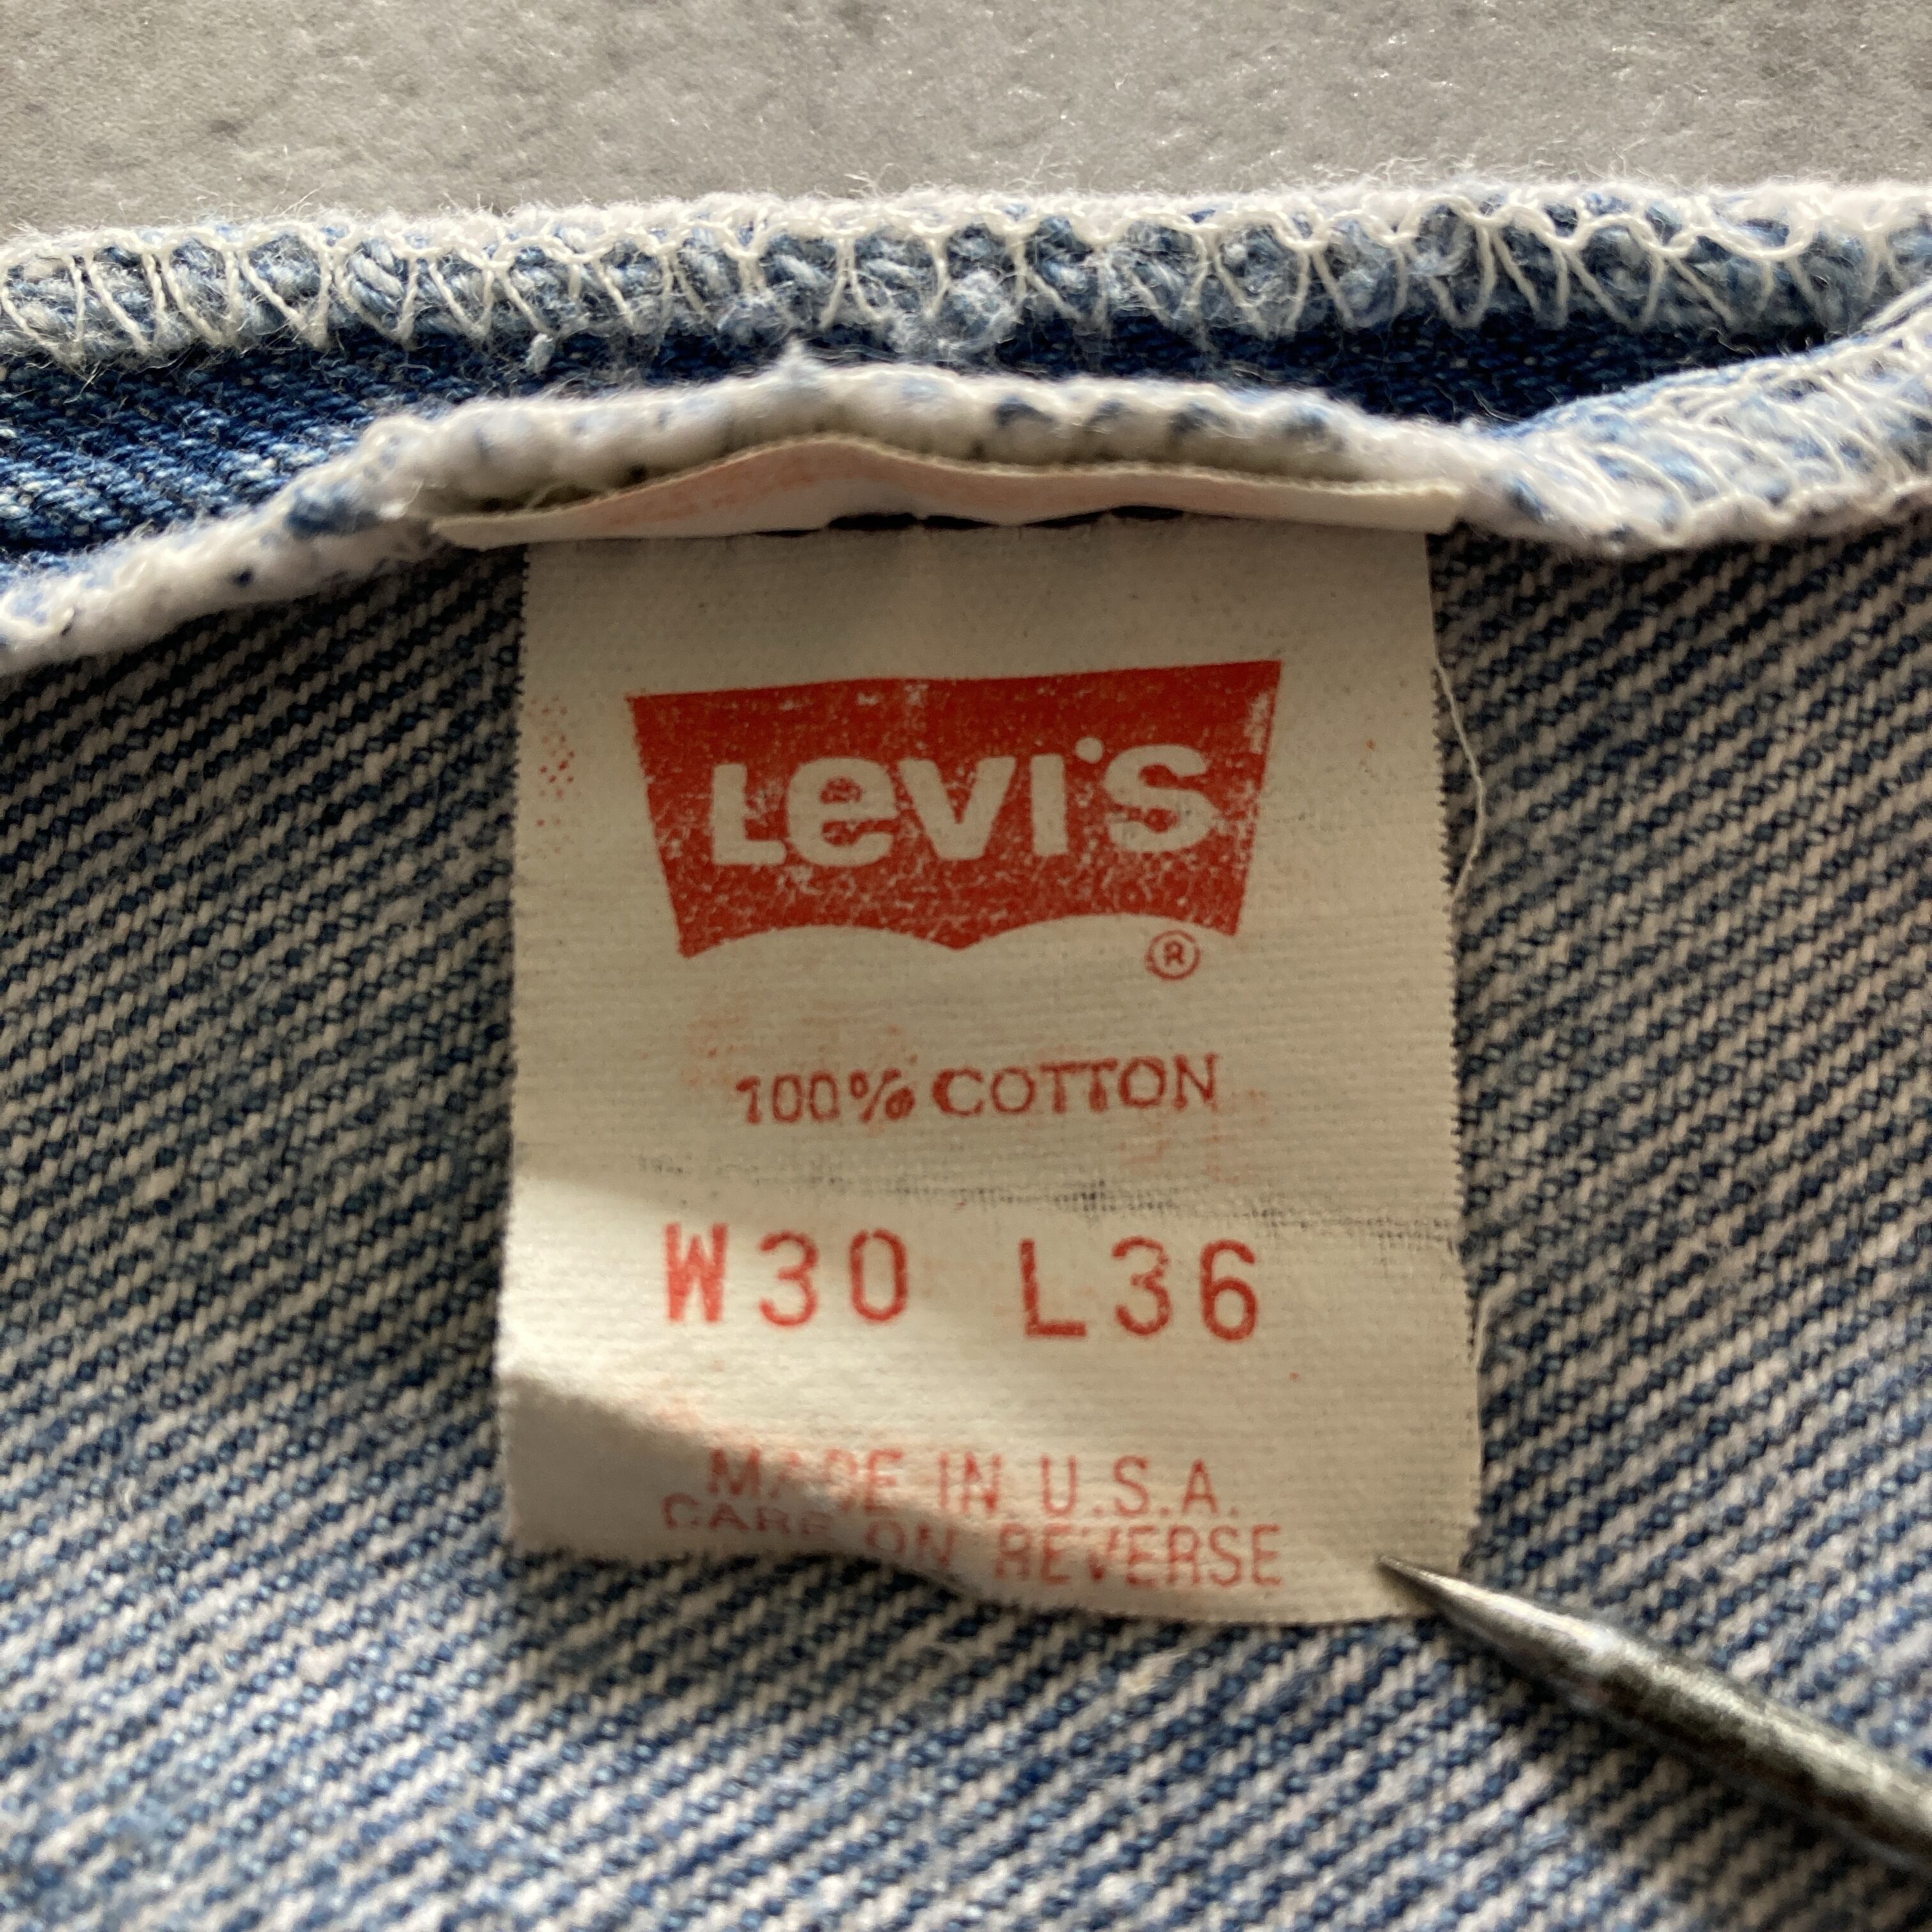 Levi's
®
100% COTTON
W30 L36
MADE IN U.S.A.
CARE ON REVERSE